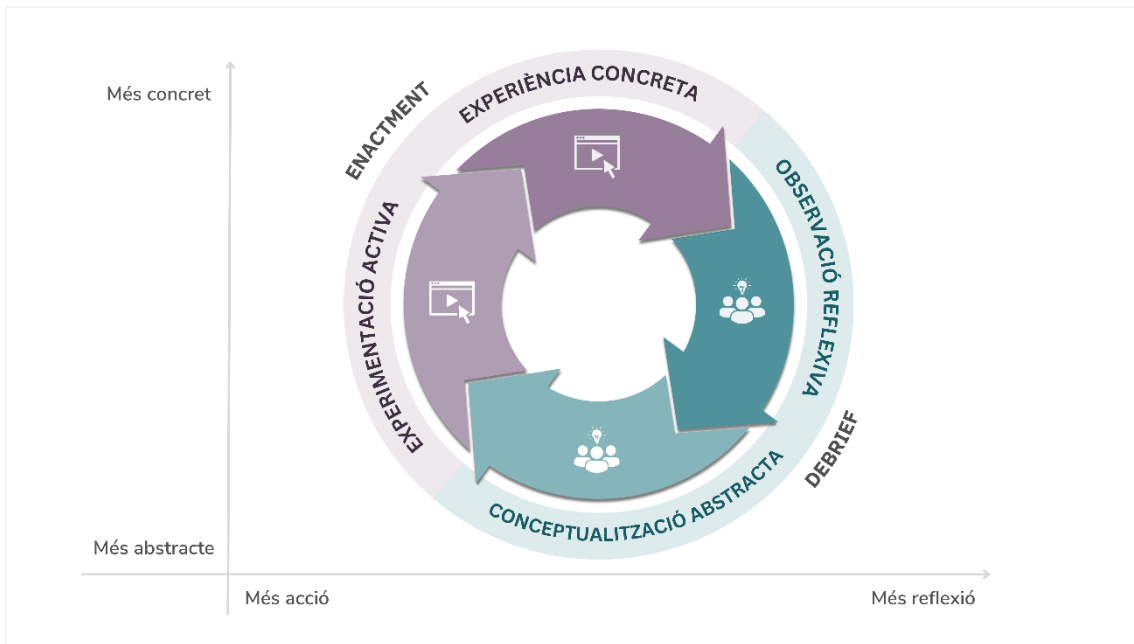 Més concret
ENACTMENT
EXPERIÈNCIA CONCRETA
OBSERVACIÓ REFLEXIVA
EXPERIMENTACIÓ ACTIVA
DEBRIEF
CONCEPTUALITZACIÓ ABSTRACTA
Més abstracte
Més acció
Més reflexió